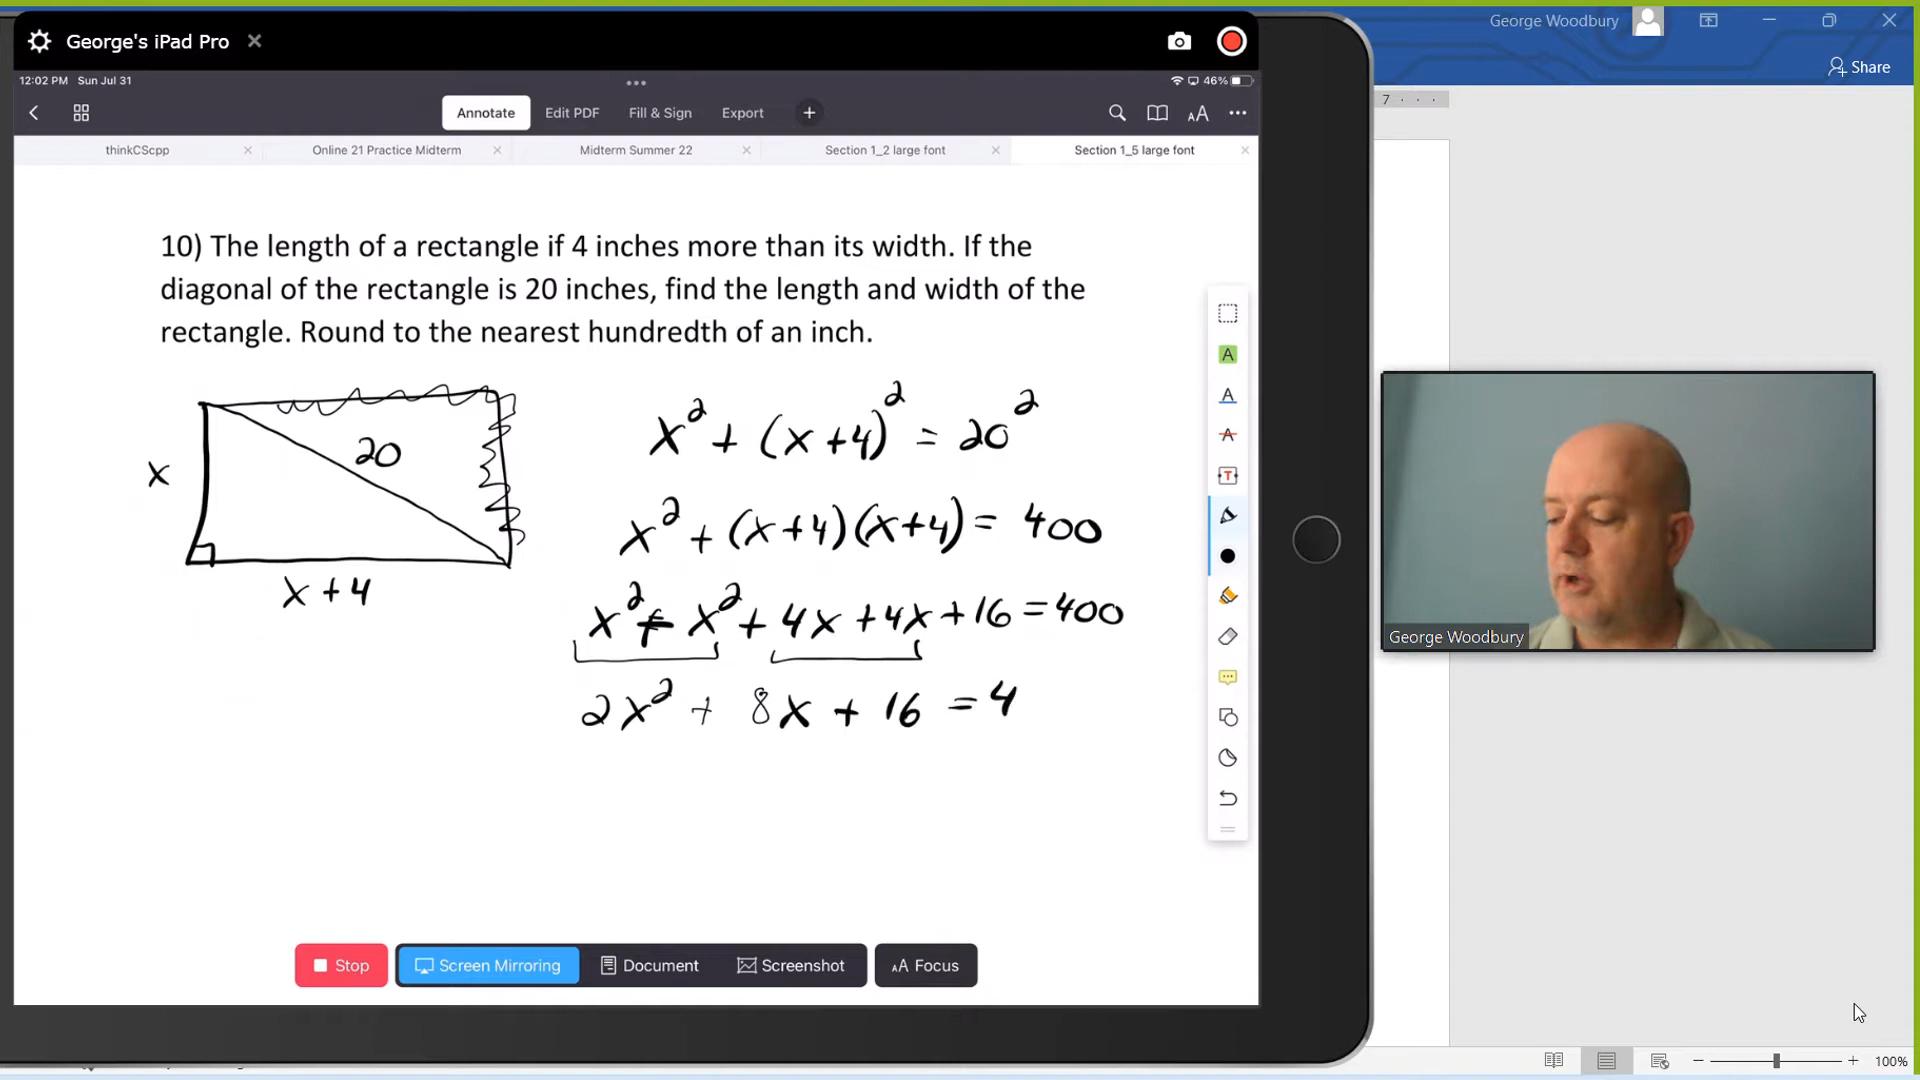 George Woodbury
George's iPad Pro
Share
12:02 PM Sun Jul 31
46%
7
Annotate
Edit PDF
Fill & Sign
Export
AA
thinkCScpp
Online 21 Practice Midterm
Midterm Summer 22
Section 1_2 large font
Section 1_5 large font
10) The length of a rectangle if 4 inches more than its width. If the
diagonal of the rectangle is 20 inches, find the length and width of the
rectangle. Round to the nearest hundredth of an inch.
x
20
x + 4
x² + (x + 4)² = 20²
x² + (x + 4)(x + 4) = 400
x² + x² + 4x + 4x + 16 = 400
2x² + 8x + 16 = 4
A
A
A
T
George Woodbury
Stop
Screen Mirroring
Document
Screenshot
AA Focus
100%